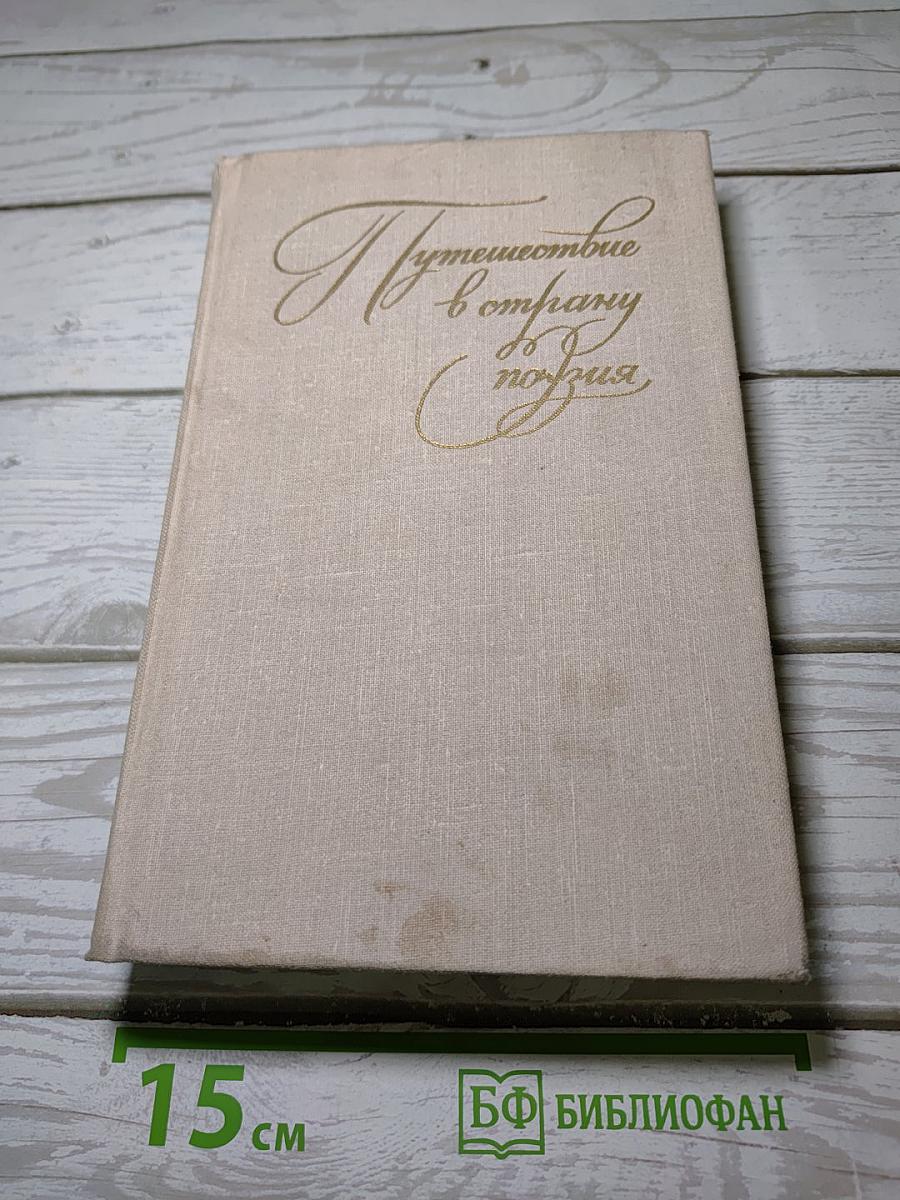 Путешествие
в страну
поэзия
15 см
БФ БИБЛИОФАН